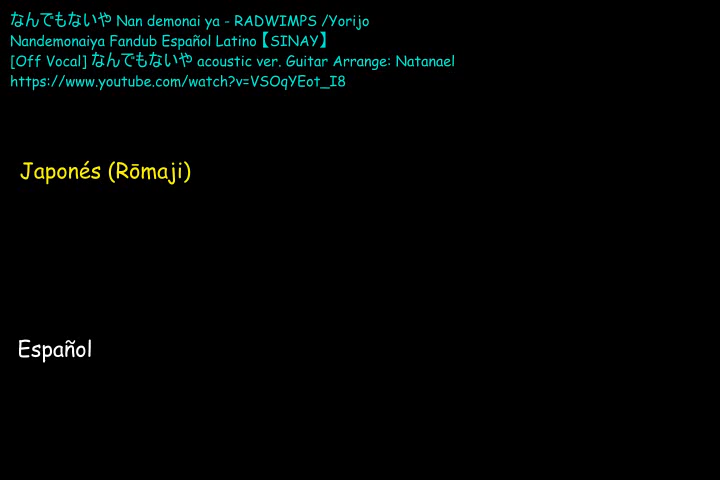 なんでもないや Nan demonai ya - RADWIMPS /Yorijo
Nandemonaiya Fandub Español Latino【SINAY】
[Off Vocal] なんでもないや acoustic ver. Guitar Arrange: Natanael
https://www.youtube.com/watch?v=VSOqYEot_I8
Japonés (Rōmaji)
Español